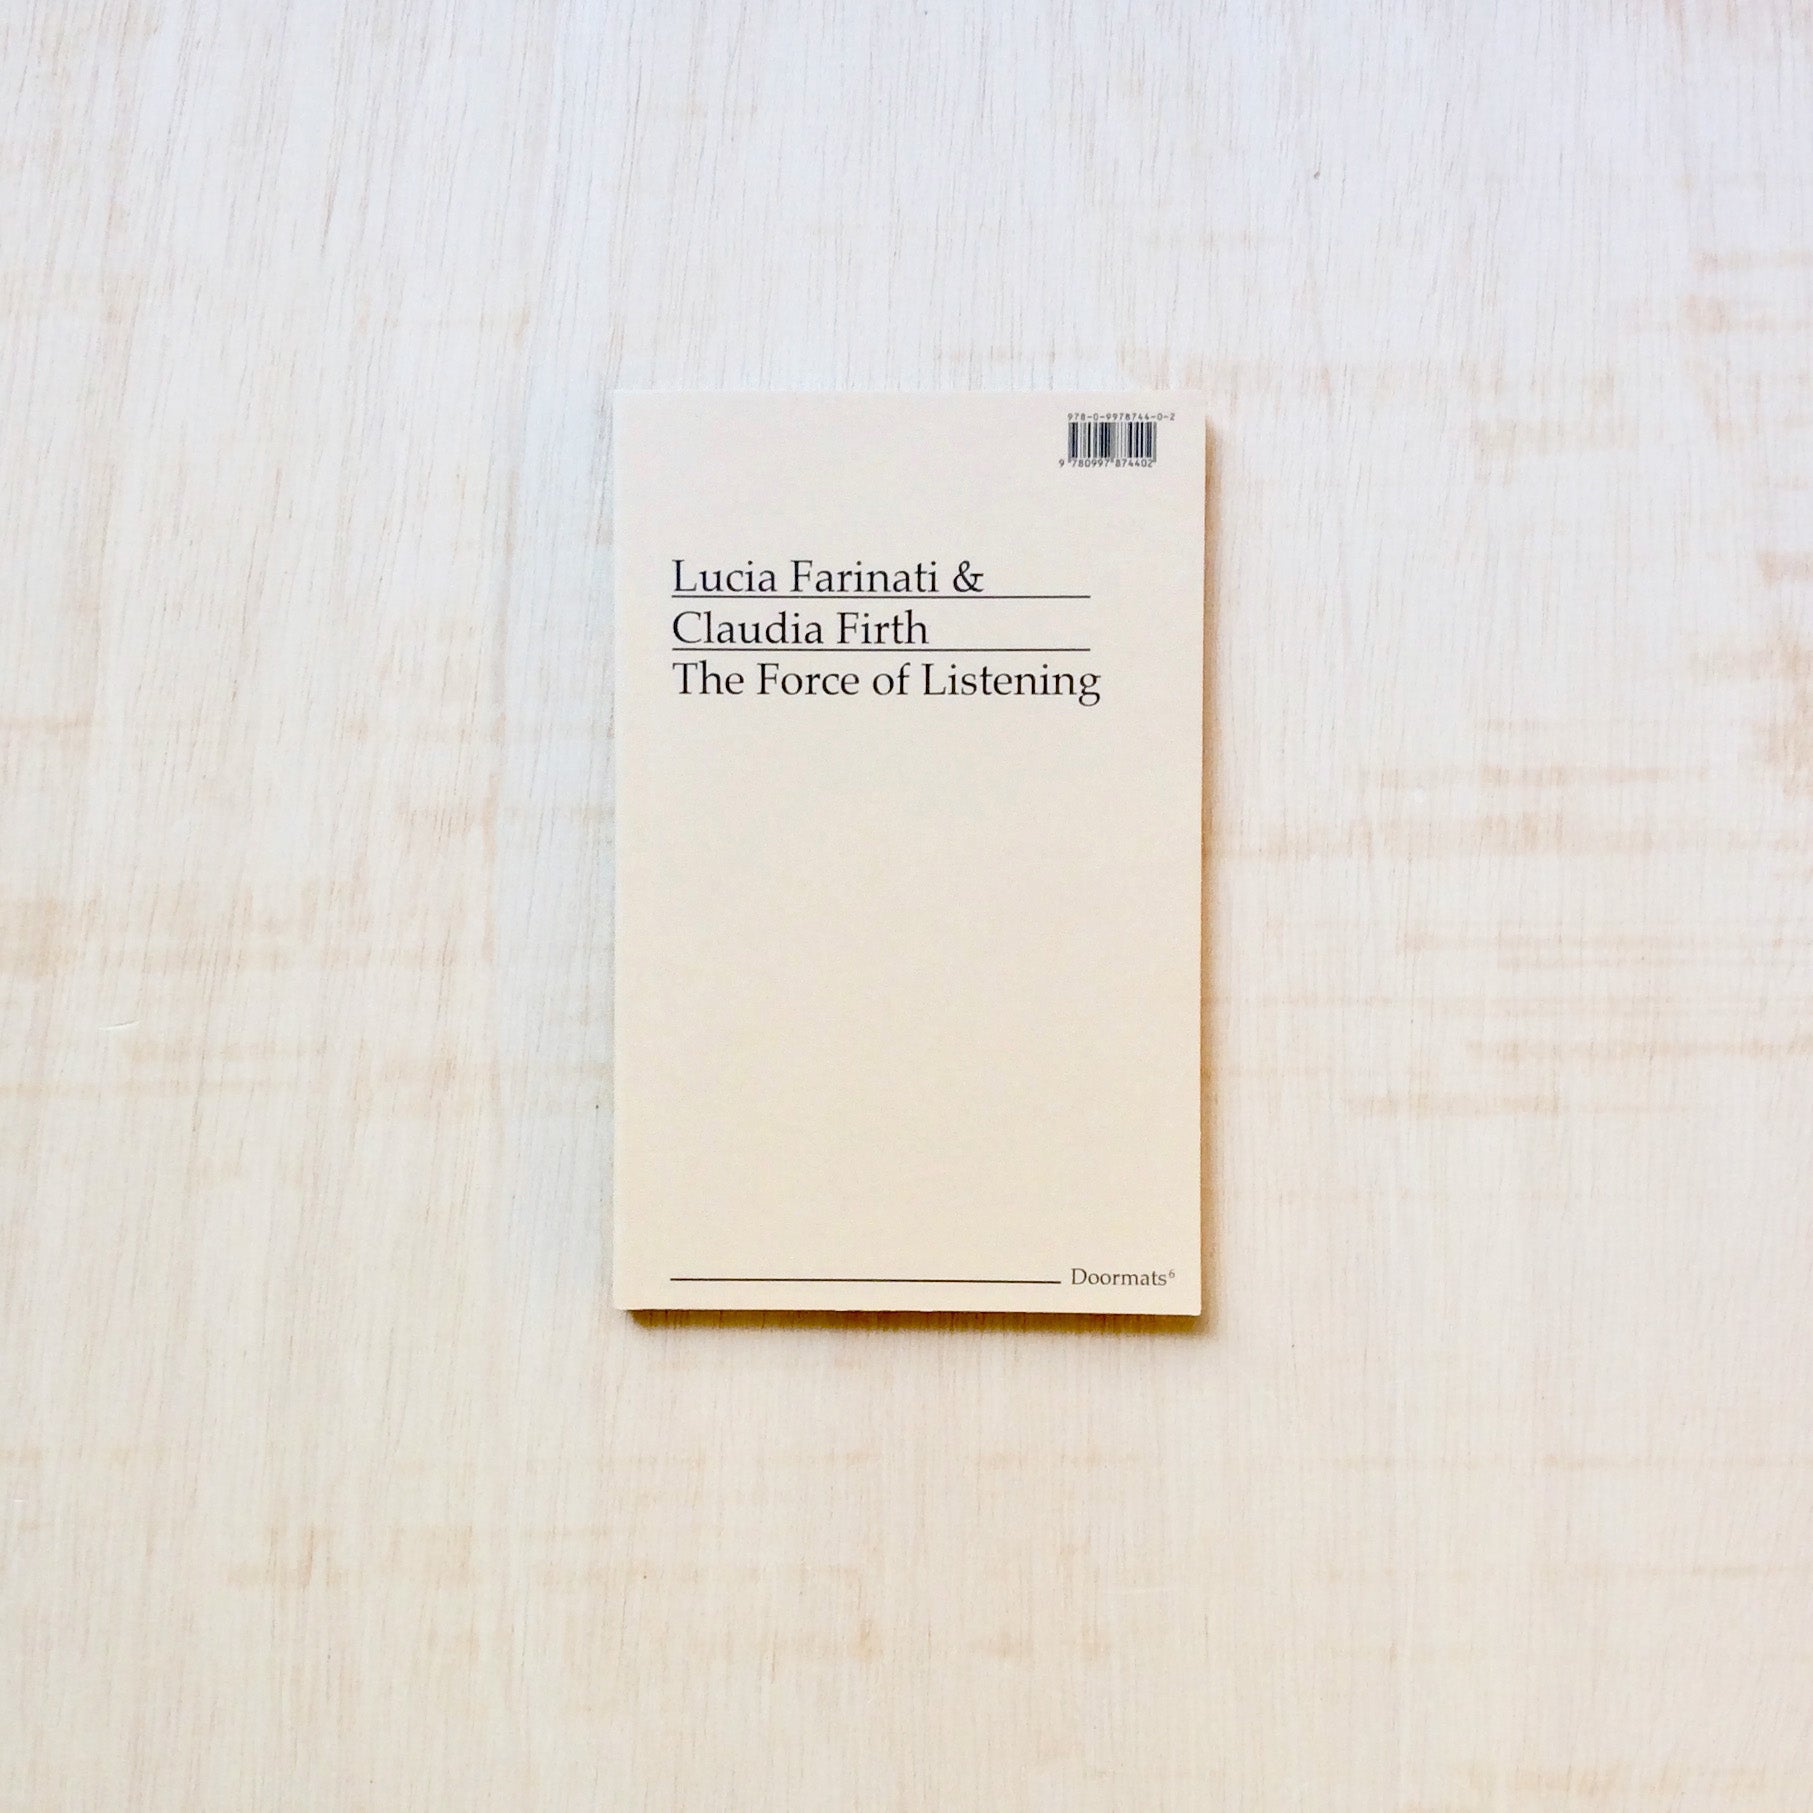 978-0-9978744-0-2
9 780997 874402
Lucia Farinati &
Claudia Firth
The Force of Listening
Doormats⁶